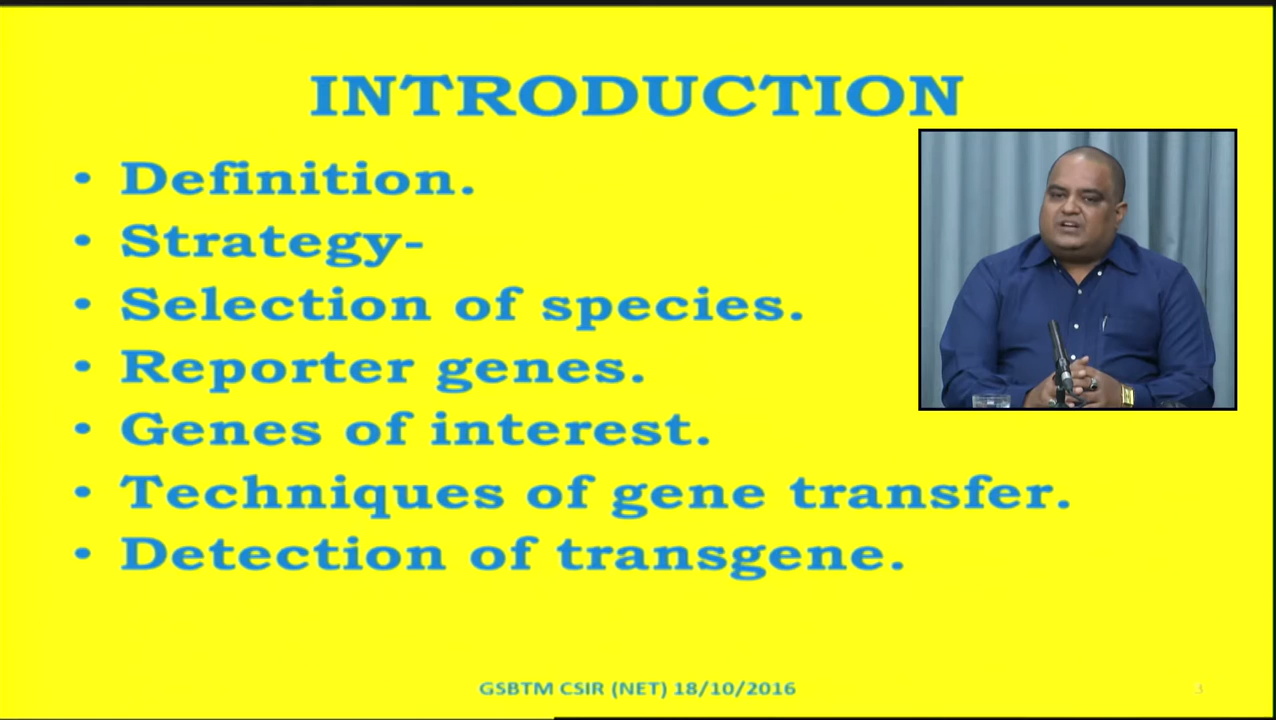 INTRODUCTION
• Definition.
• Strategy-
• Selection of species.
• Reporter genes.
• Genes of interest.
• Techniques of gene transfer.
• Detection of transgene.
GSBTM CSIR (NET) 18/10/2016
3